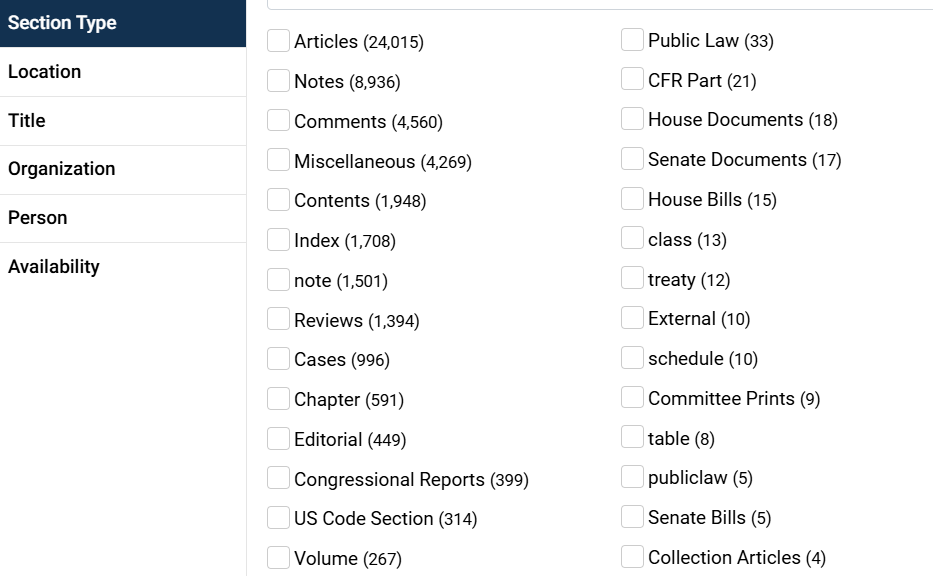 Section Type
Location
Title
Organization
Person
Availability
Articles (24,015)
Notes (8,936)
Comments (4,560)
Miscellaneous (4,269)
Contents (1,948)
Index (1,708)
note (1,501)
Reviews (1,394)
Cases (996)
Chapter (591)
Editorial (449)
Congressional Reports (399)
US Code Section (314)
Volume (267)
Public Law (33)
CFR Part (21)
House Documents (18)
Senate Documents (17)
House Bills (15)
class (13)
treaty (12)
External (10)
schedule (10)
Committee Prints (9)
table (8)
publiclaw (5)
Senate Bills (5)
Collection Articles (4)